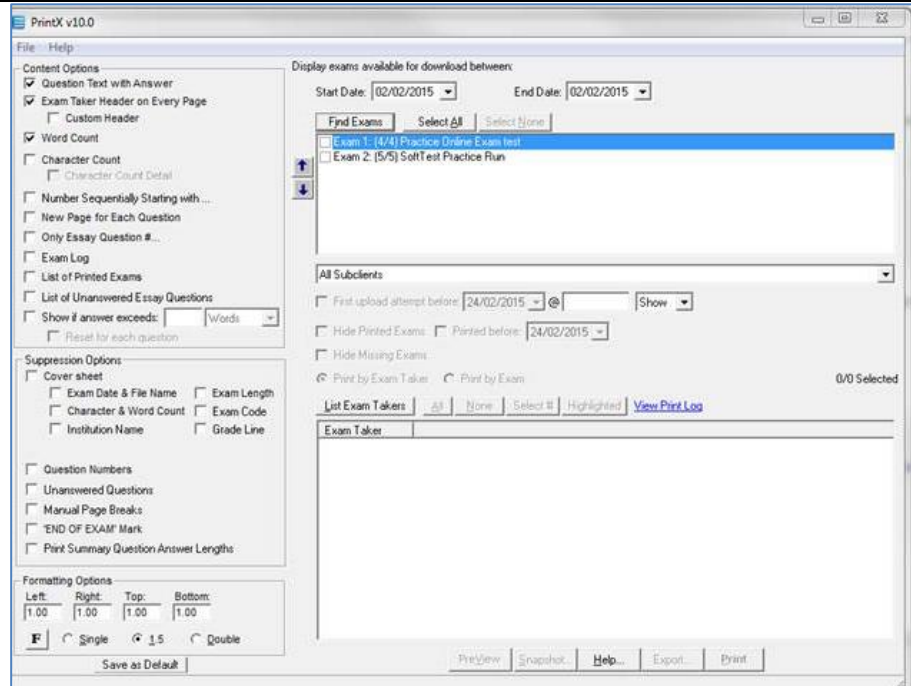 PrintX v10.0
File Help
Content Options
Question Text with Answer
Exam Taker Header on Every Page
Custom Header
Word Count
Character Count
Character Count Detail
Number Sequentially Starting with ...
New Page for Each Question
Only Essay Question #...
Exam Log
List of Printed Exams
List of Unanswered Essay Questions
Show if answer exceeds: Words
Reset for each question
Suppression Options
Cover sheet
Exam Date & File Name Exam Length
Character & Word Count Exam Code
Institution Name Grade Line
Question Numbers
Unanswered Questions
Manual Page Breaks
'END OF EXAM' Mark
Print Summary Question Answer Lengths
Formatting Options
Left: Right: Top: Bottom:
1.00 1.00 1.00 1.00
F Single 1.5 Double
Save as Default
Display exams available for download between:
Start Date: 02/02/2015 End Date: 02/02/2015
Find Exams Select All Select None
Exam 1: (4/4) Practice Online Exam test
Exam 2: (5/5) SoftTest Practice Run
All Subclients
First upload attempt before: 24/02/2015 @ Show
Hide Printed Exams Printed before: 24/02/2015
Hide Missing Exams
Print by Exam Taker Print by Exam 0/0 Selected
List Exam Takers All None Select # Highlighted View Print Log
Exam Taker
PreView Snapshot... Help... Export... Print